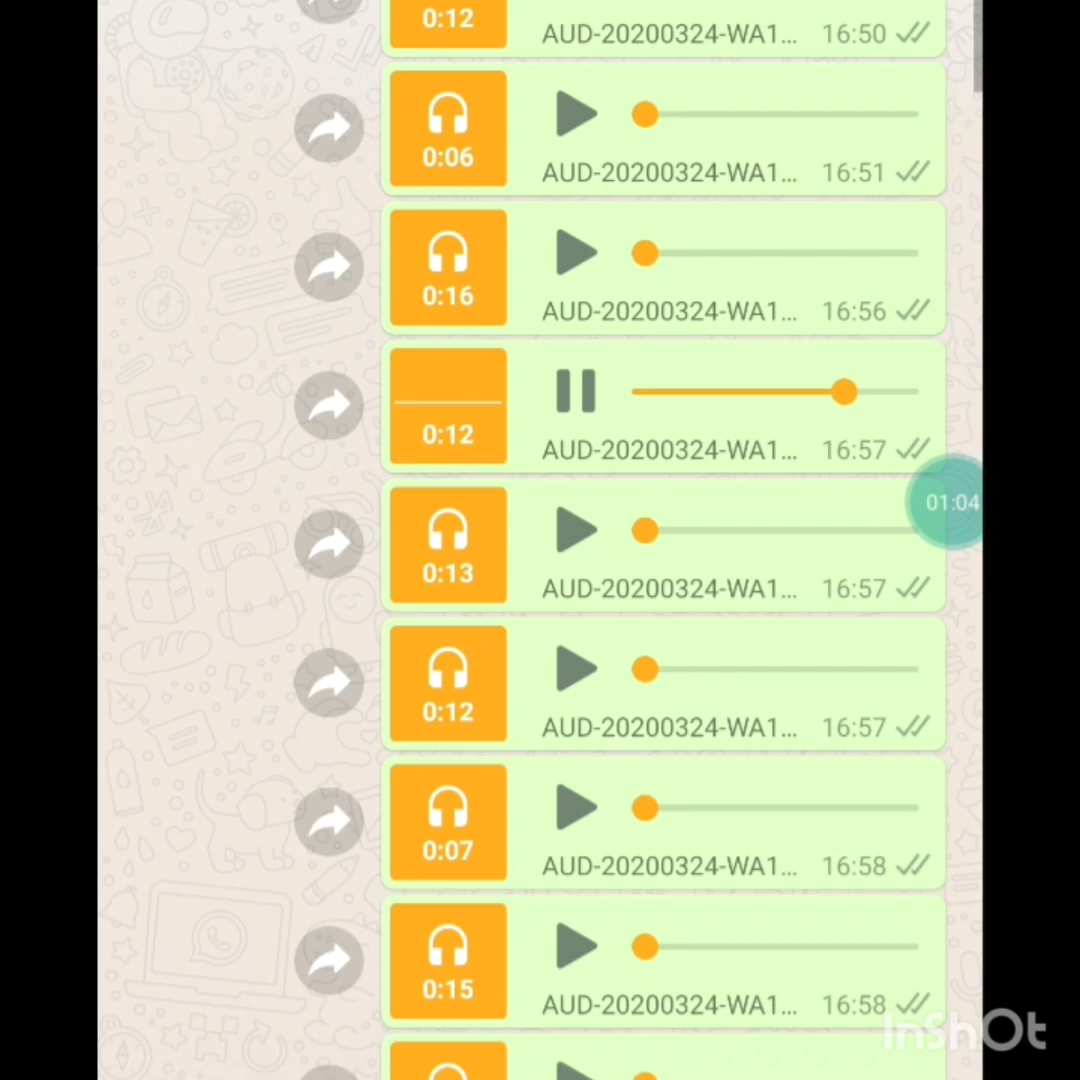 0:12
AUD-20200324-WA1... 16:50
0:06
AUD-20200324-WA1... 16:51
0:16
AUD-20200324-WA1... 16:56
0:12
AUD-20200324-WA1... 16:57
01:04
0:13
AUD-20200324-WA1... 16:57
0:12
AUD-20200324-WA1... 16:57
0:07
AUD-20200324-WA1... 16:58
0:15
AUD-20200324-WA1... 16:58
InShOt